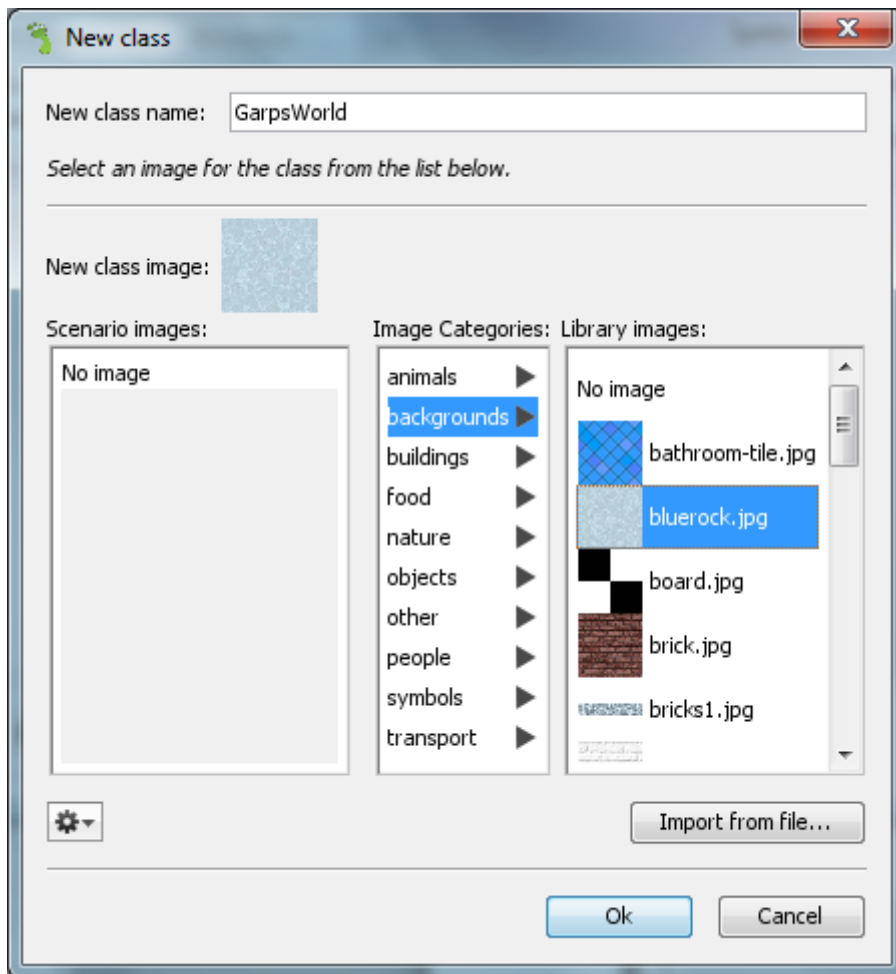 New class
New class name: GarpsWorld
Select an image for the class from the list below.
New class image:
Scenario images:
No image
Image Categories:
animals
backgrounds
buildings
food
nature
objects
other
people
symbols
transport
Library images:
No image
bathroom-tile.jpg
bluerock.jpg
board.jpg
brick.jpg
bricks1.jpg
Import from file...
Ok
Cancel